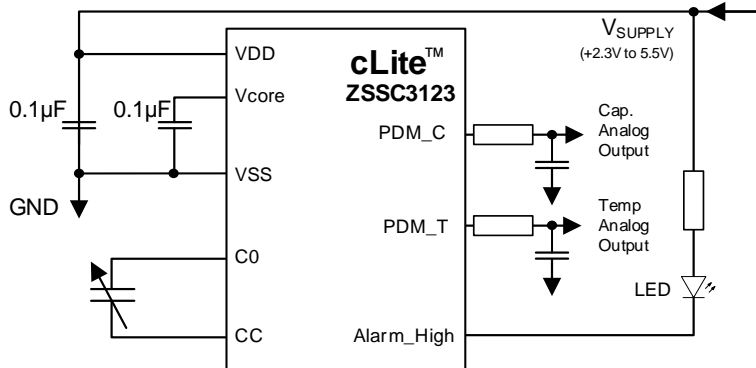 VSUPPLY
(+2.3V to 5.5V)
cLite™
ZSSC3123
VDD
Vcore
0.1µF
0.1µF
VSS
GND
PDM_C
Cap.
Analog
Output
PDM_T
Temp
Analog
Output
C0
CC
LED
Alarm_High